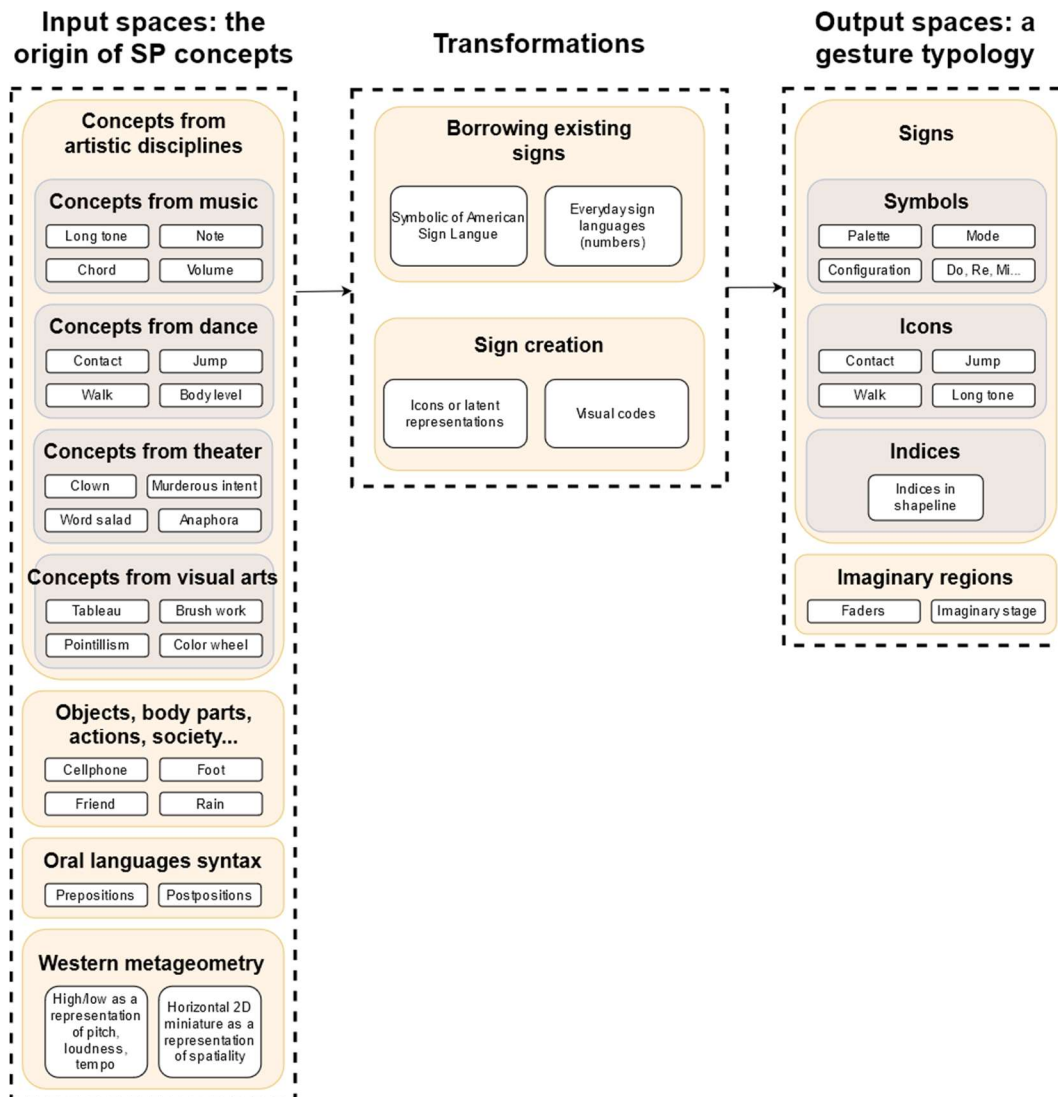 Input spaces: the
origin of SP concepts
Concepts from
artistic disciplines
Concepts from music
Long tone
Note
Chord
Volume
Concepts from dance
Contact
Jump
Walk
Body level
Concepts from theater
Clown
Murderous intent
Word salad
Anaphora
Concepts from visual arts
Tableau
Brush work
Pointillism
Color wheel
Objects, body parts,
actions, society...
Cellphone
Foot
Friend
Rain
Oral languages syntax
Prepositions
Postpositions
Western metageometry
High/low as a
representation
of pitch,
loudness,
tempo
Horizontal 2D
miniature as a
representation
of spatiality
Transformations
Borrowing existing
signs
Symbolic of American
Sign Langue
Everyday sign
languages
(numbers)
Sign creation
Icons or latent
representations
Visual codes
Output spaces: a
gesture typology
Signs
Symbols
Palette
Mode
Configuration
Do, Re, Mi...
Icons
Contact
Jump
Walk
Long tone
Indices
Indices in
shapeline
Imaginary regions
Faders
Imaginary stage